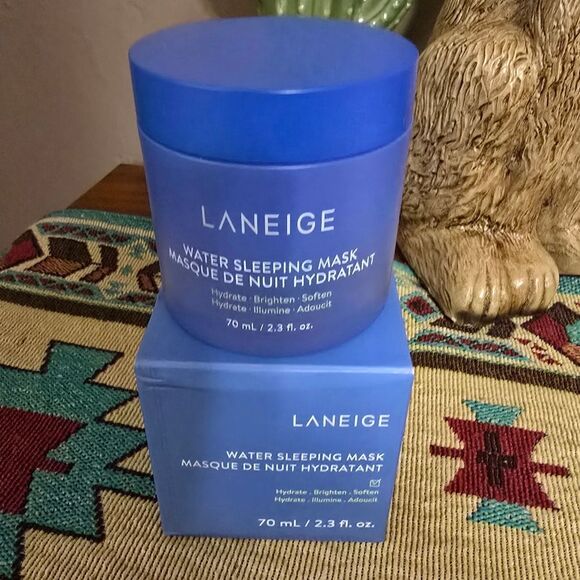 LANEIGE
WATER SLEEPING MASK
MASQUE DE NUIT HYDRATANT
Hydrate · Brighten · Soften
Hydrate · Illumine · Adoucit
70 mL / 2.3 fl. oz.
LANEIGE
WATER SLEEPING MASK
MASQUE DE NUIT HYDRATANT
Hydrate . Brighten . Soften
Hydrate . Illumine . Adoucit
70 mL / 2.3 fl. oz.